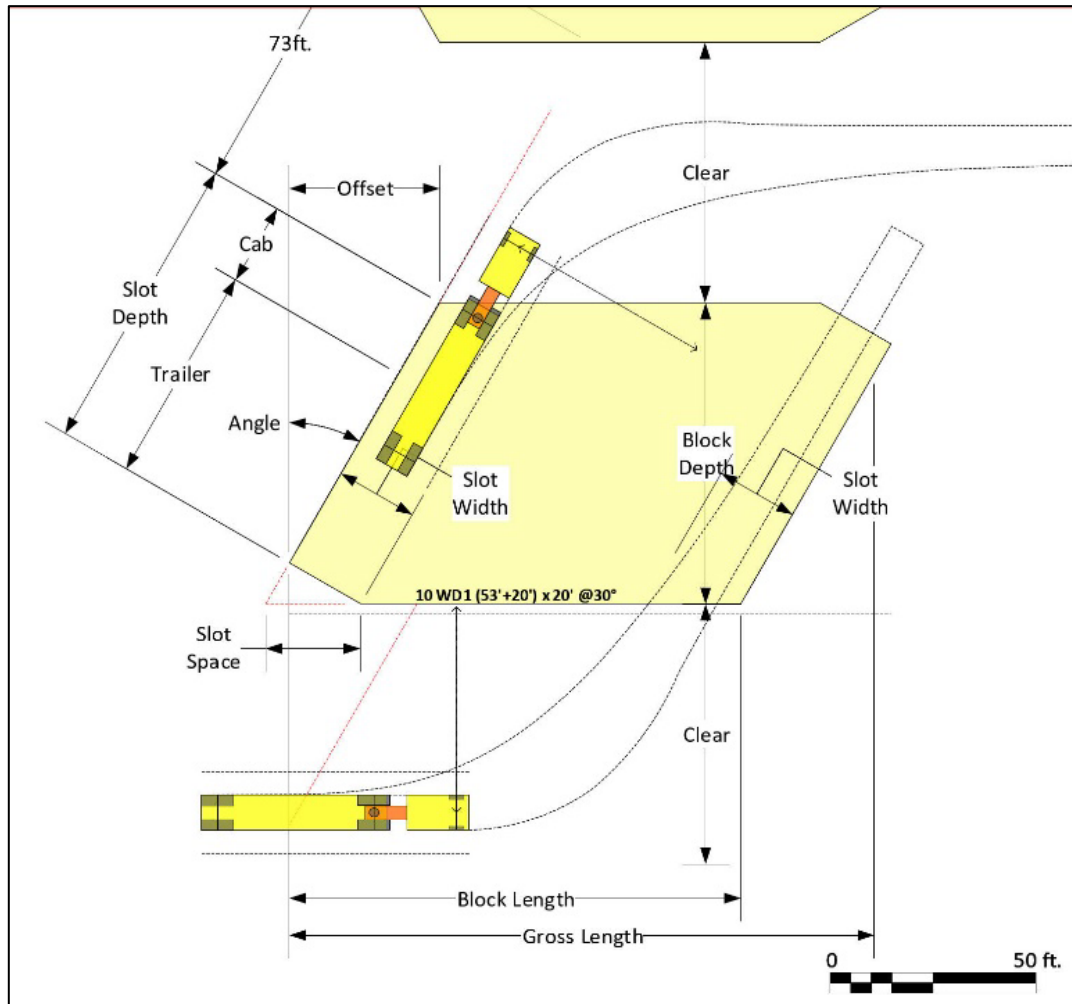 73ft.
Offset
Clear
Cab
Slot
Depth
Trailer
Angle
Slot
Width
Block
Depth
Slot
Width
10 WD1 (53'+20') x 20' @30°
Slot
Space
Clear
Block Length
Gross Length
0
50 ft.